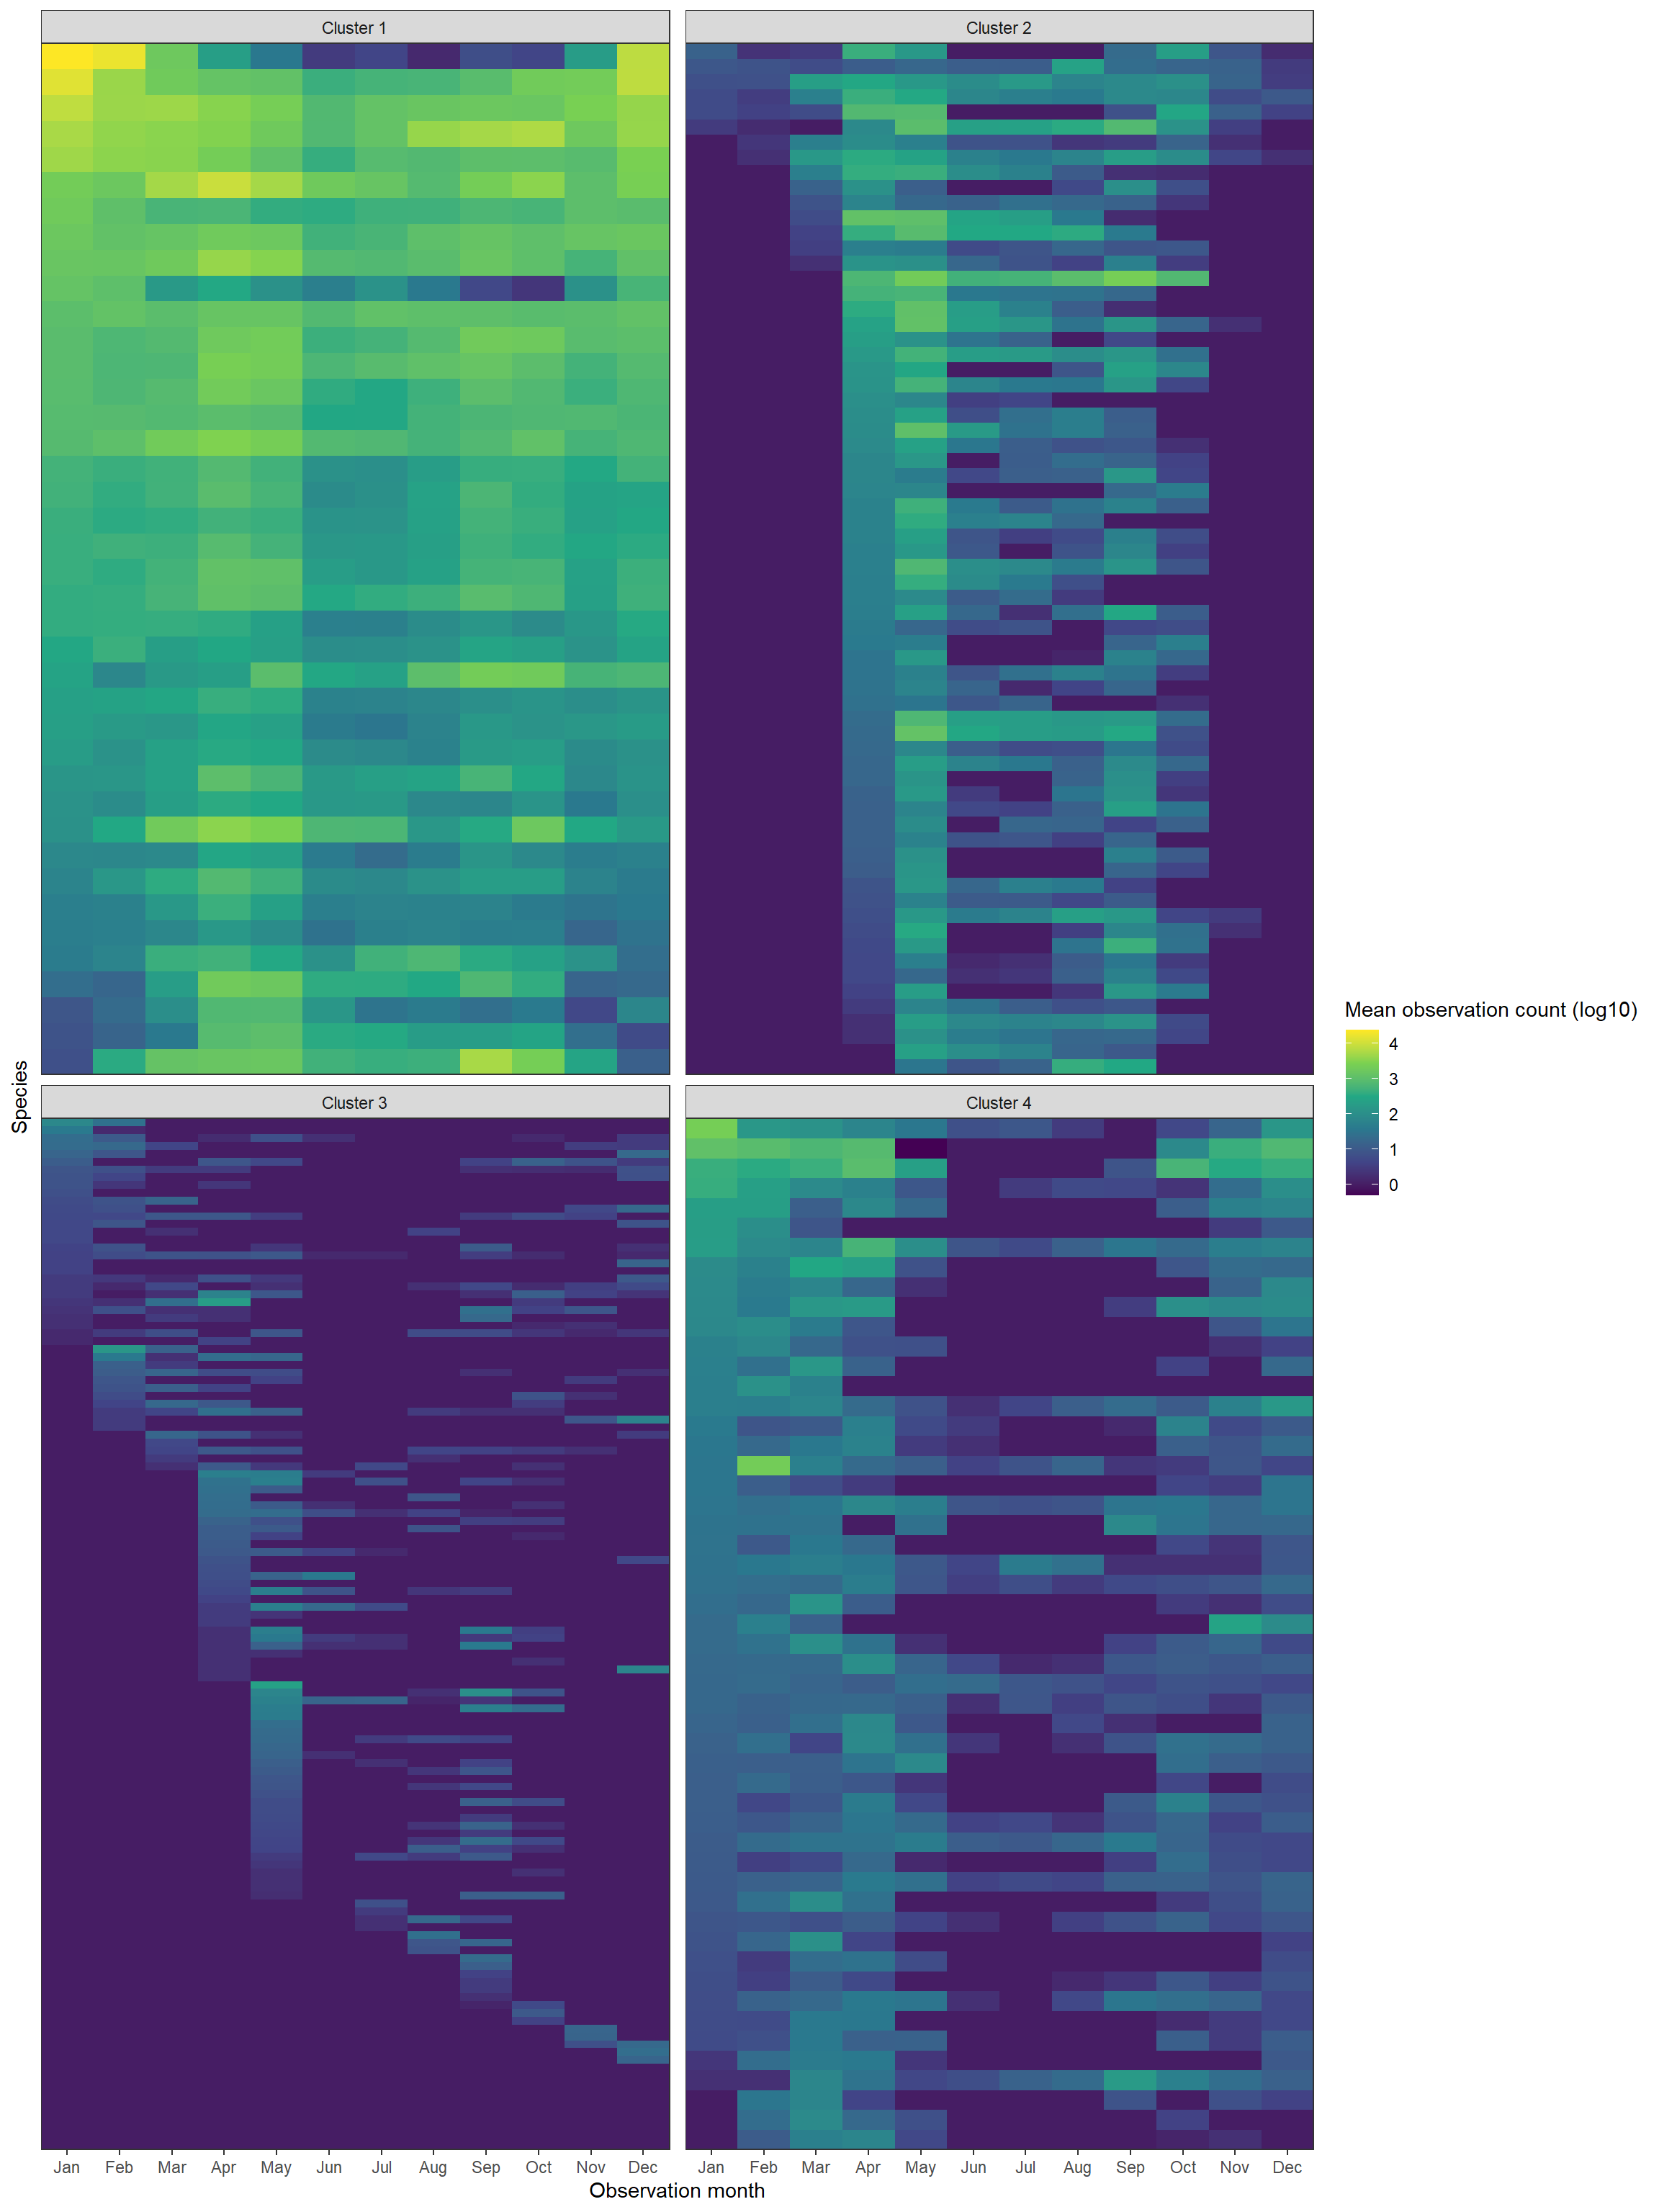 Cluster 1
Cluster 2
Species
Cluster 3
Cluster 4
Jan Feb Mar Apr May Jun Jul Aug Sep Oct Nov Dec
Jan Feb Mar Apr May Jun Jul Aug Sep Oct Nov Dec
Observation month
Mean observation count (log10)
4
3
2
1
0